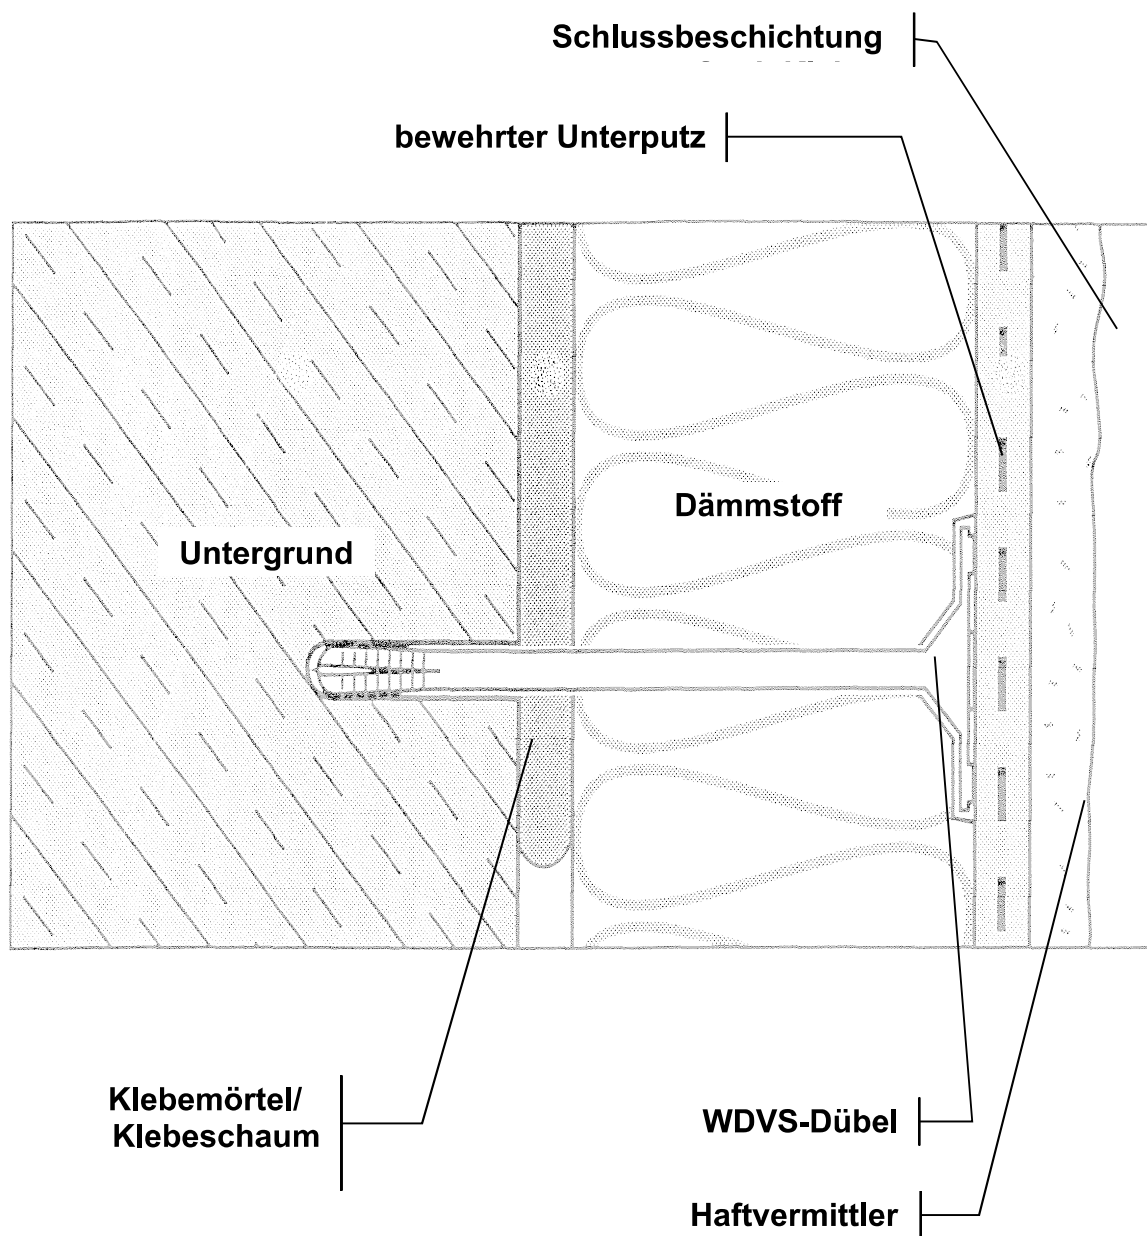 Schlussbeschichtung
bewehrter Unterputz
Dämmstoff
Untergrund
Klebemörtel/
Klebeschaum
WDVS-Dübel
Haftvermittler